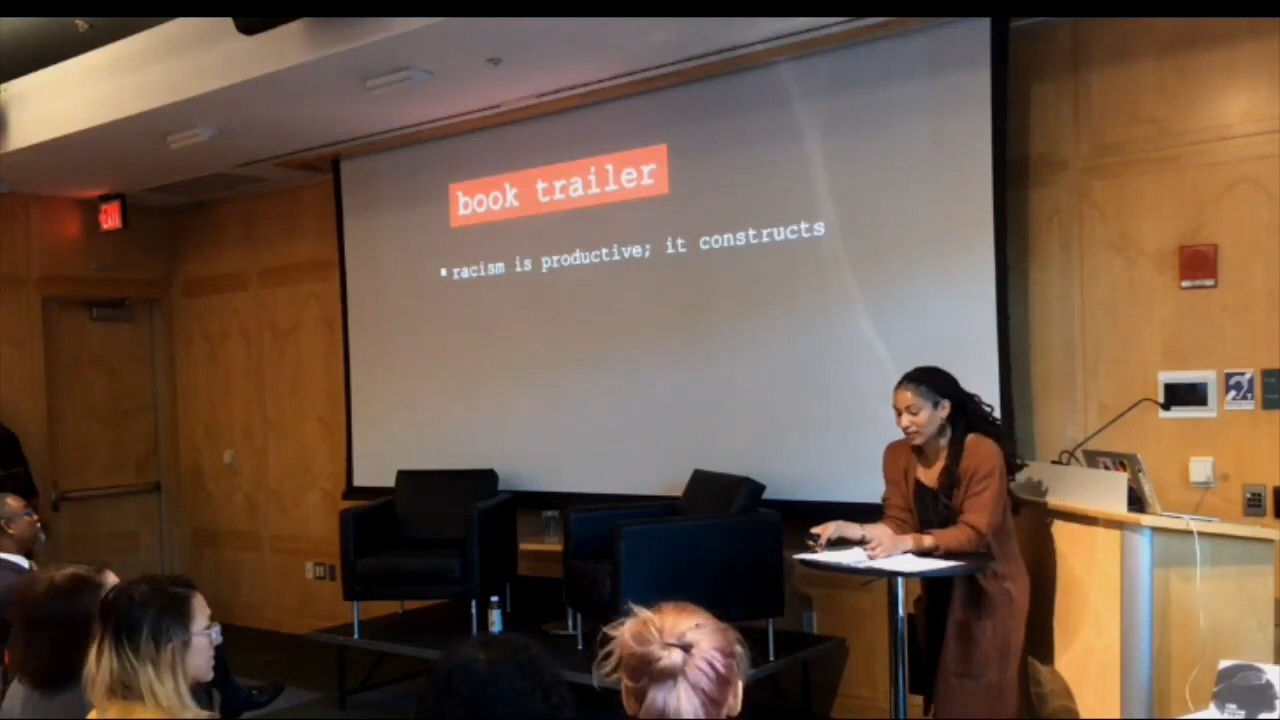 EXIT
book trailer
▪ racism is productive; it constructs